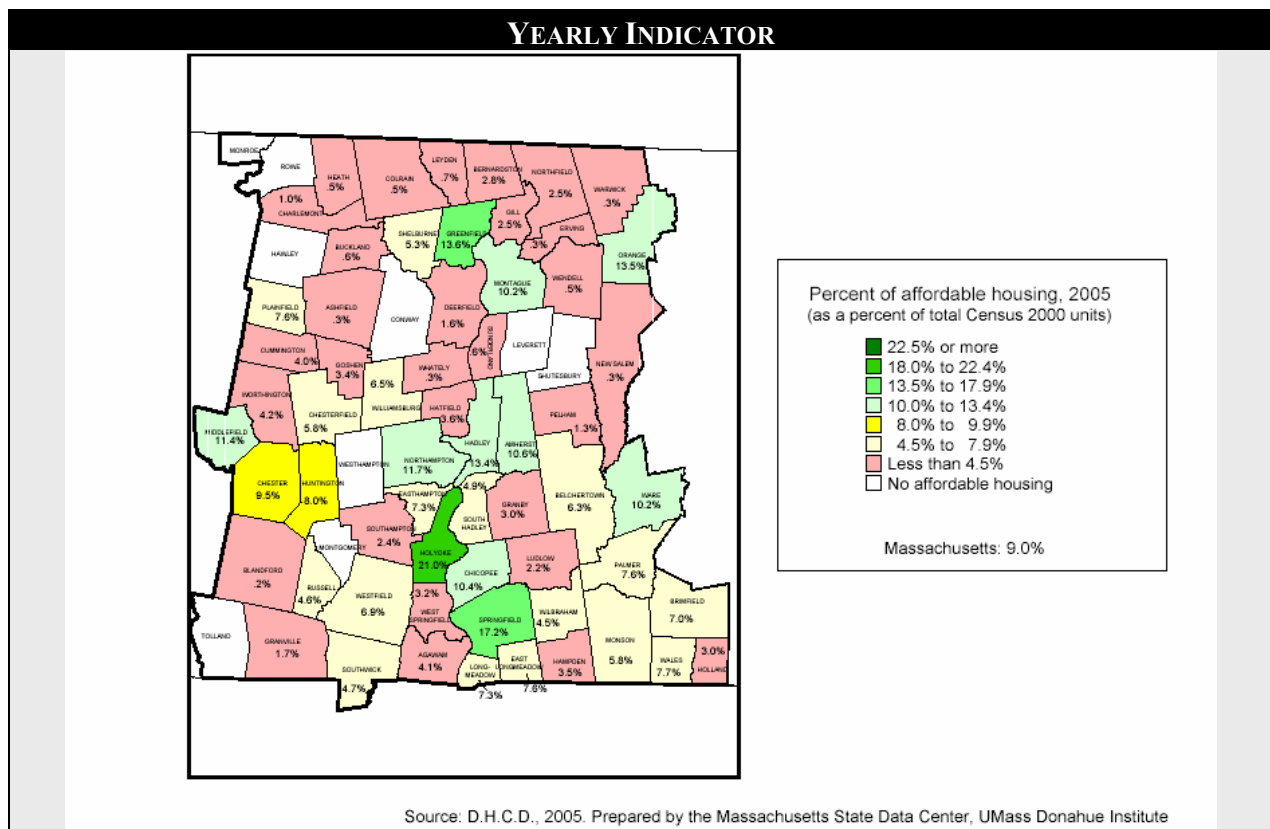 YEARLY INDICATOR
MONROE
ROWE
HEATH
.5%
COLRAIN
.5%
LEYDEN
.7%
BERNARDSTON
2.8%
NORTHFIELD
2.5%
WARWICK
.3%
1.0%
CHARLEMONT
SHELBURNE
5.3%
GREENFIELD
13.6%
GILL
2.5%
ERVING
.3%
ORANGE
13.5%
HAWLEY
BUCKLAND
.6%
MONTAGUE
10.2%
WENDELL
.5%
PLAINFIELD
7.6%
ASHFIELD
.3%
CONWAY
DEERFIELD
1.6%
SUNDERLAND
.6%
LEVERETT
SHUTESBURY
NEW SALEM
.3%
CUMMINGTON
4.0%
GOSHEN
3.4%
6.5%
WILLIAMSBURG
WHATELY
.3%
WORTHINGTON
4.2%
CHESTERFIELD
5.8%
HATFIELD
3.6%
PELHAM
1.3%
MIDDLEFIELD
11.4%
HADLEY
13.4%
AMHERST
10.6%
WESTHAMPTON
NORTHAMPTON
11.7%
CHESTER
9.5%
HUNTINGTON
8.0%
EASTHAMPTON
7.3%
4.9%
SOUTH
HADLEY
GRANBY
3.0%
BELCHERTOWN
6.3%
WARE
10.2%
SOUTHAMPTON
2.4%
MONTGOMERY
HOLYOKE
21.0%
CHICOPEE
10.4%
LUDLOW
2.2%
PALMER
7.6%
BLANDFORD
.2%
RUSSELL
4.6%
WESTFIELD
6.9%
3.2%
WEST
SPRINGFIELD
SPRINGFIELD
17.2%
WILBRAHAM
4.5%
BRIMFIELD
7.0%
TOLLAND
GRANVILLE
1.7%
SOUTHWICK
4.7%
AGAWAM
4.1%
LONG-
MEADOW
7.3%
EAST
LONGMEADOW
7.6%
HAMPDEN
3.5%
MONSON
5.8%
WALES
7.7%
3.0%
HOLLAND
Percent of affordable housing, 2005
(as a percent of total Census 2000 units)
22.5% or more
18.0% to 22.4%
13.5% to 17.9%
10.0% to 13.4%
8.0% to 9.9%
4.5% to 7.9%
Less than 4.5%
No affordable housing
Massachusetts: 9.0%
Source: D.H.C.D., 2005. Prepared by the Massachusetts State Data Center, UMass Donahue Institute